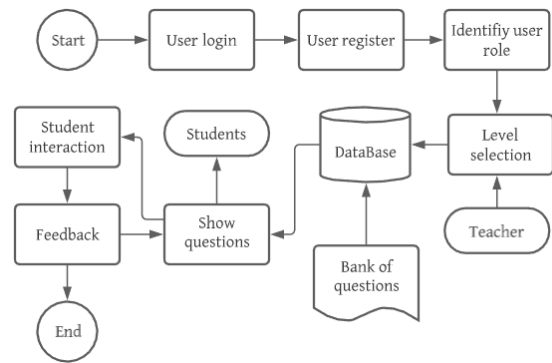 Start
User login
User register
Identifiy user
role
Student
interaction
Students
DataBase
Level
selection
Feedback
Show
questions
Teacher
Bank of
questions
End